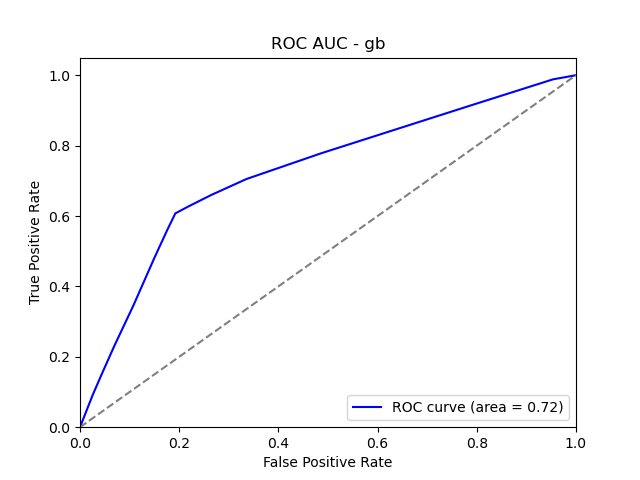 ROC AUC - gb
True Positive Rate
1.0
0.8
0.6
0.4
0.2
0.0
ROC curve (area = 0.72)
0.0 0.2 0.4 0.6 0.8 1.0
False Positive Rate